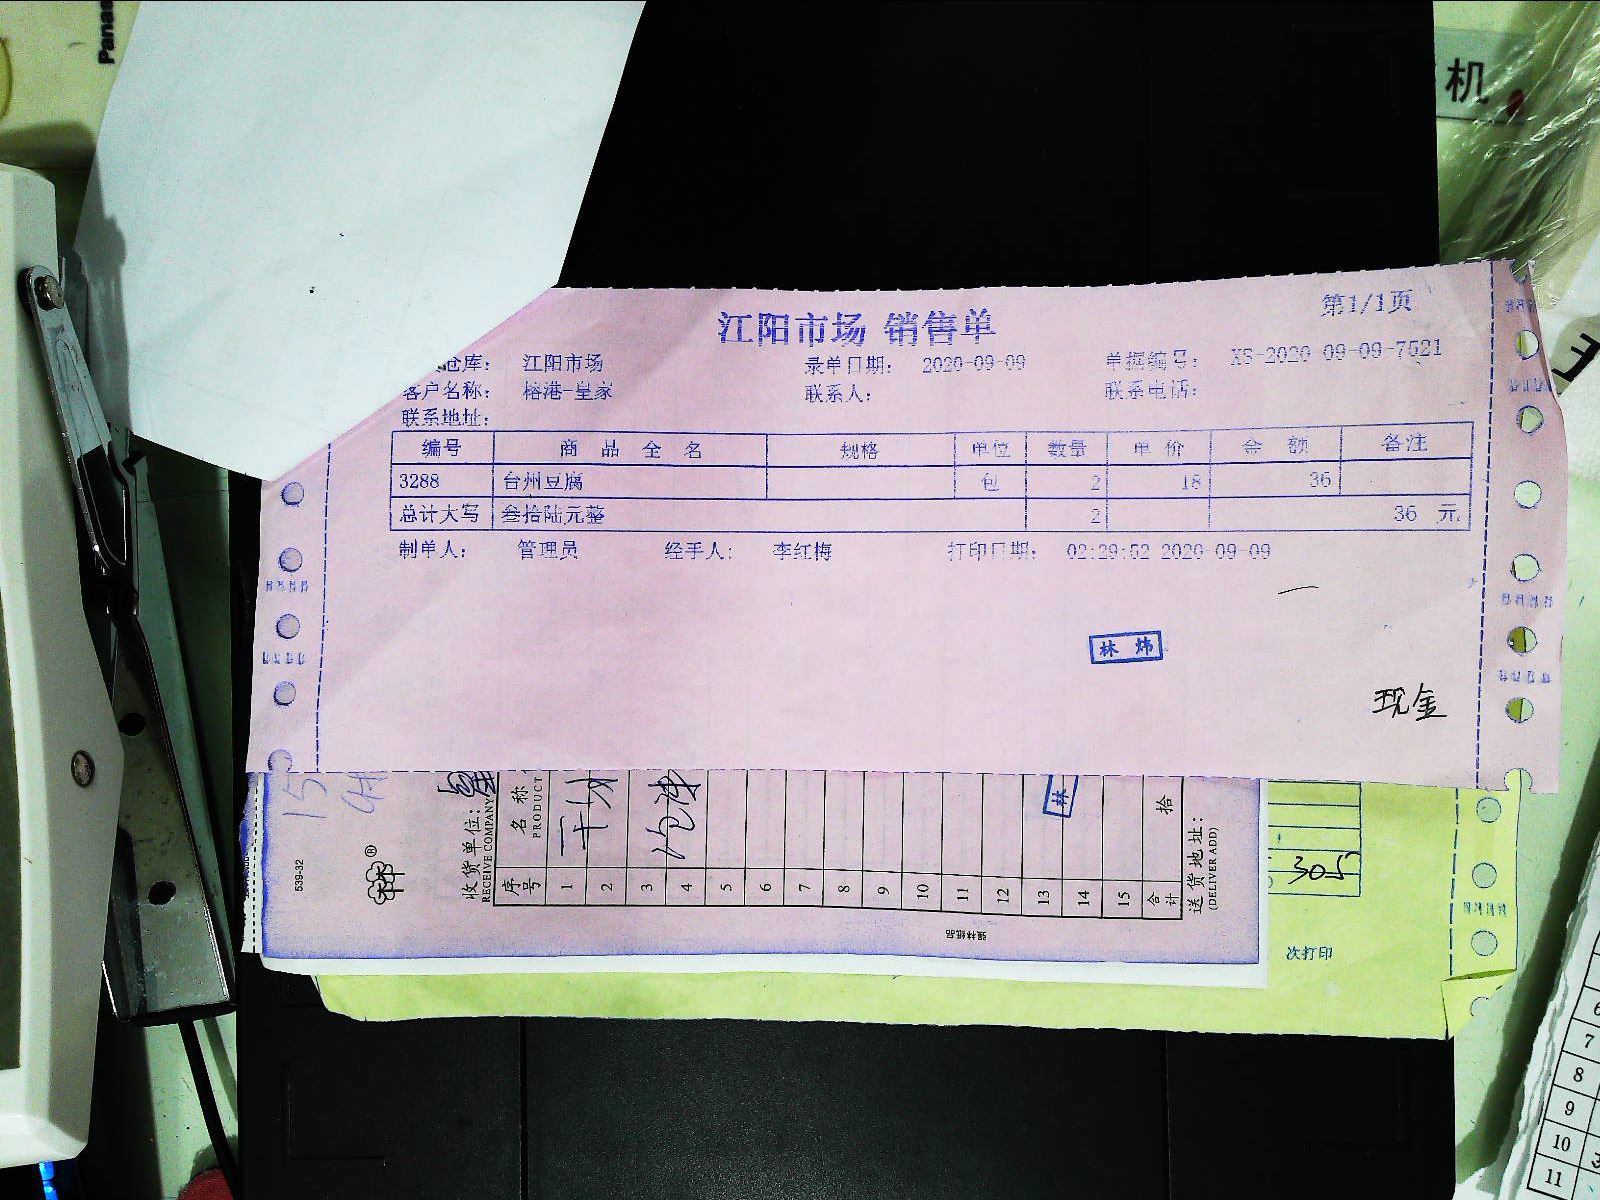 Panas
机
第1/1页
江阳市场 销售单
仓库： 江阳市场 录单日期： 2020-09-09 单据编号： XS-2020-09-09-7521
客户名称： 榕港-皇家 联系人： 联系电话：
联系地址：
编号 商品全名 规格 单位 数量 单价 金额 备注
3288 台州豆腐 包 2 18 36
总计大写 叁拾陆元整 2 36 元
制单人： 管理员 经手人： 李红梅 打印日期： 02:29:52 2020-09-09
林 炜
现金
539-32
收货单位：
RECEIVE COMPANY
序号 名称
PRODUCT
1
2
3
4
5
6
7
8
9
10
11
12
13
14
15
合计 拾
送货地址：
(DELIVER ADD)
林
305
次打印
6
7
8
9
10
11